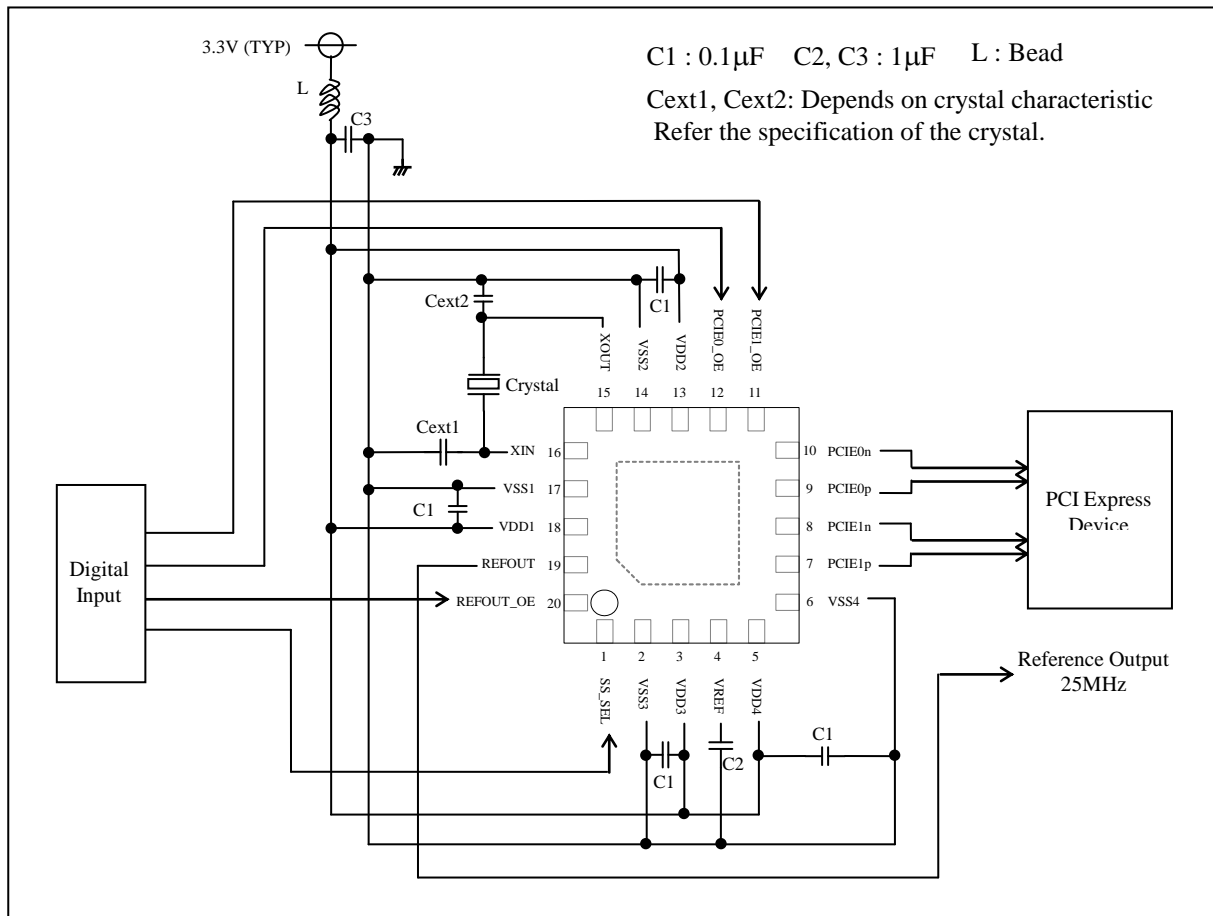 3.3V (TYP)
C1 : 0.1μF C2, C3 : 1μF L : Bead
Cext1, Cext2: Depends on crystal characteristic
Refer the specification of the crystal.
L
C3
Cext2
C1
XOUT
VSS2
VDD2
PCIE0_OE
PCIE1_OE
Crystal
15
14
13
12
11
Cext1
XIN
16
VSS1
17
C1
VDD1
18
REFOUT
19
REFOUT_OE
20
10
PCIE0n
9
PCIE0p
8
PCIE1n
7
PCIE1p
6
VSS4
PCI Express
Device
Digital
Input
1
2
3
4
5
SS_SEL
VSS3
VDD3
VREF
VDD4
Reference Output
25MHz
C1
C2
C1